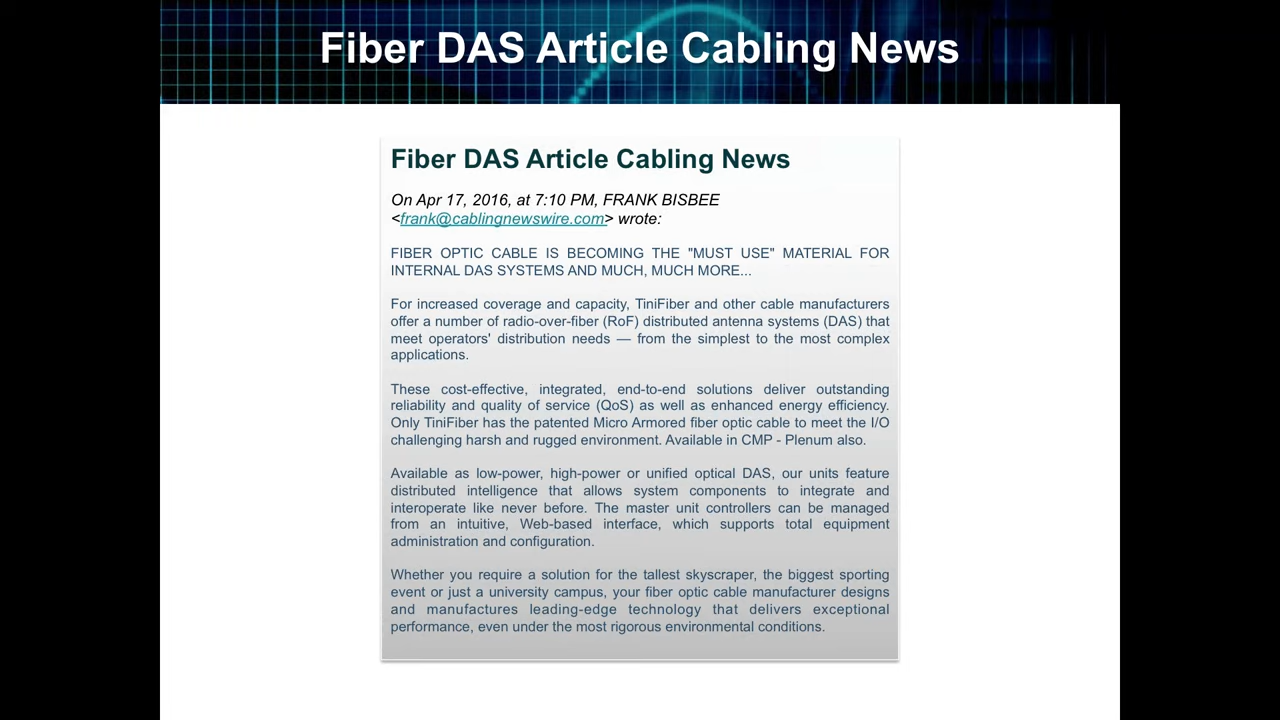 Fiber DAS Article Cabling News
Fiber DAS Article Cabling News
On Apr 17, 2016, at 7:10 PM, FRANK BISBEE
<frank@cablingnewswire.com> wrote:
FIBER OPTIC CABLE IS BECOMING THE "MUST USE" MATERIAL FOR
INTERNAL DAS SYSTEMS AND MUCH, MUCH MORE...
For increased coverage and capacity, TiniFiber and other cable manufacturers
offer a number of radio-over-fiber (RoF) distributed antenna systems (DAS) that
meet operators' distribution needs — from the simplest to the most complex
applications.
These cost-effective, integrated, end-to-end solutions deliver outstanding
reliability and quality of service (QoS) as well as enhanced energy efficiency.
Only TiniFiber has the patented Micro Armored fiber optic cable to meet the I/O
challenging harsh and rugged environment. Available in CMP - Plenum also.
Available as low-power, high-power or unified optical DAS, our units feature
distributed intelligence that allows system components to integrate and
interoperate like never before. The master unit controllers can be managed
from an intuitive, Web-based interface, which supports total equipment
administration and configuration.
Whether you require a solution for the tallest skyscraper, the biggest sporting
event or just a university campus, your fiber optic cable manufacturer designs
and manufactures leading-edge technology that delivers exceptional
performance, even under the most rigorous environmental conditions.